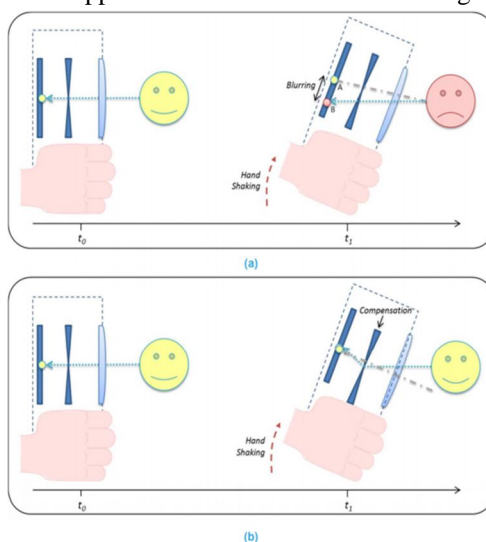 Blurring
A
B
Hand
Shaking
t₀ t₁
(a)
Compensation
Hand
Shaking
t₀ t₁
(b)